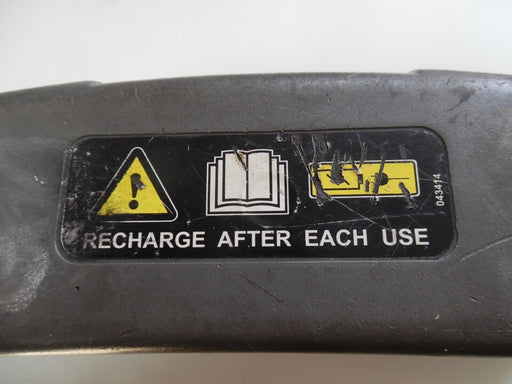 RECHARGE AFTER EACH USE
043414